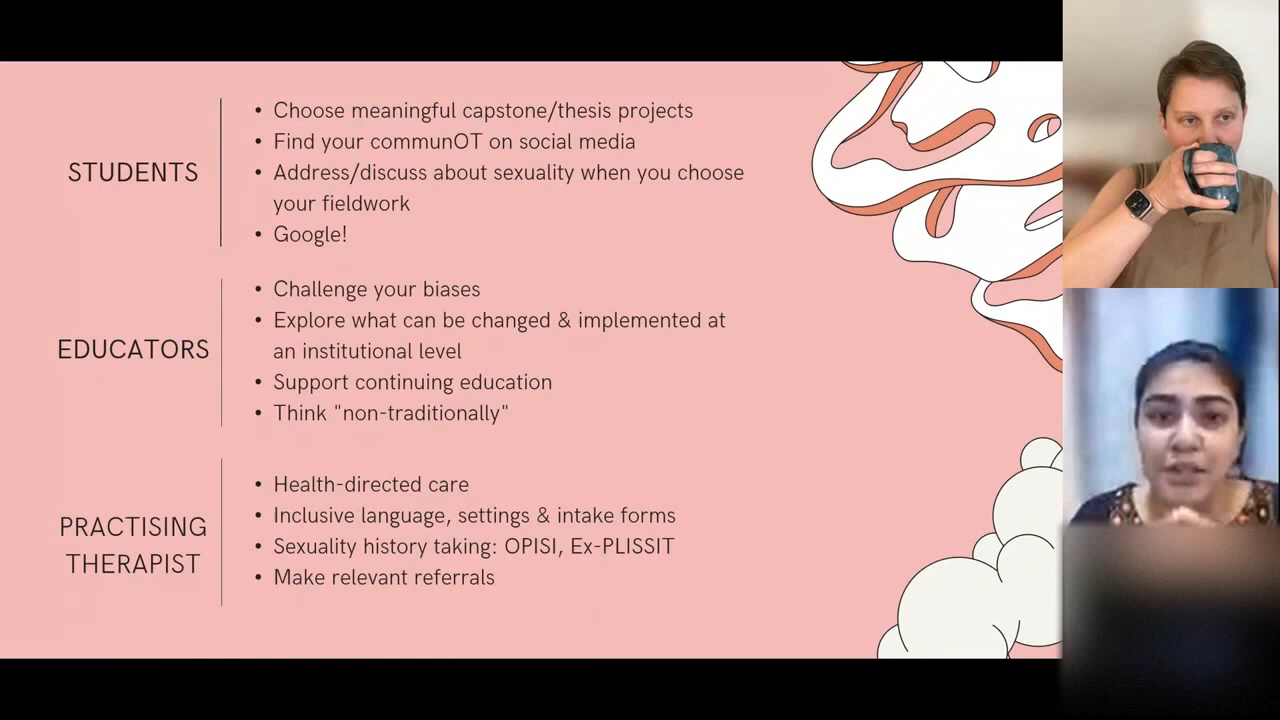 STUDENTS
• Choose meaningful capstone/thesis projects
• Find your communOT on social media
• Address/discuss about sexuality when you choose
your fieldwork
• Google!
EDUCATORS
• Challenge your biases
• Explore what can be changed & implemented at
an institutional level
• Support continuing education
• Think "non-traditionally"
PRACTISING
THERAPIST
• Health-directed care
• Inclusive language, settings & intake forms
• Sexuality history taking: OPISI, Ex-PLISSIT
• Make relevant referrals